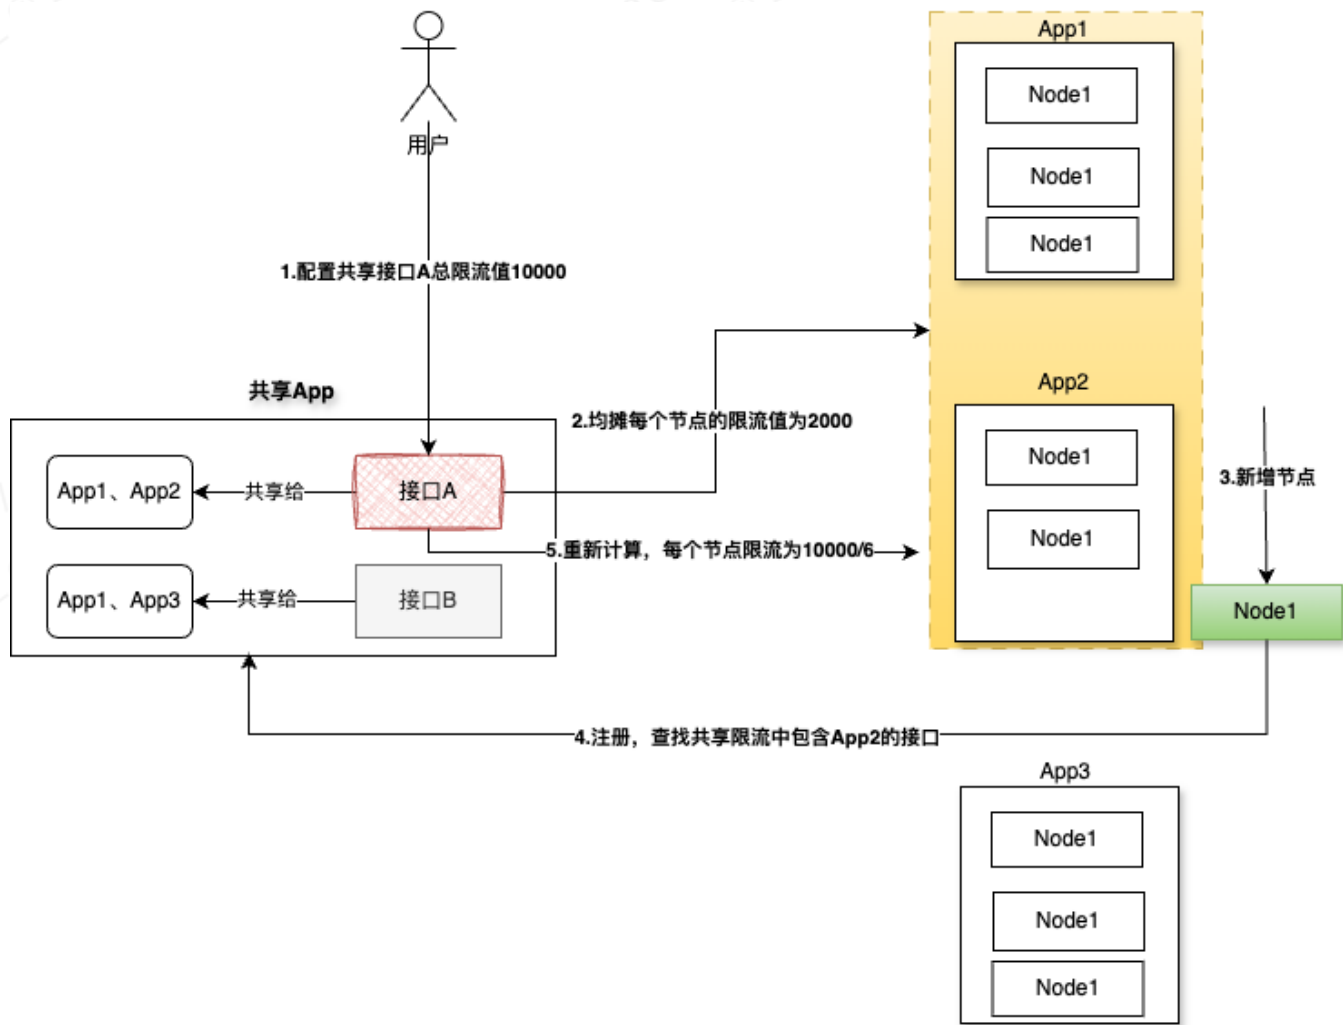 用户
1.配置共享接口A总限流值10000
共享App
App1、App2
共享给
接口A
App1、App3
共享给
接口B
2.均摊每个节点的限流值为2000
5.重新计算，每个节点限流为10000/6
App1
Node1
Node1
Node1
App2
Node1
Node1
3.新增节点
Node1
4.注册，查找共享限流中包含App2的接口
App3
Node1
Node1
Node1